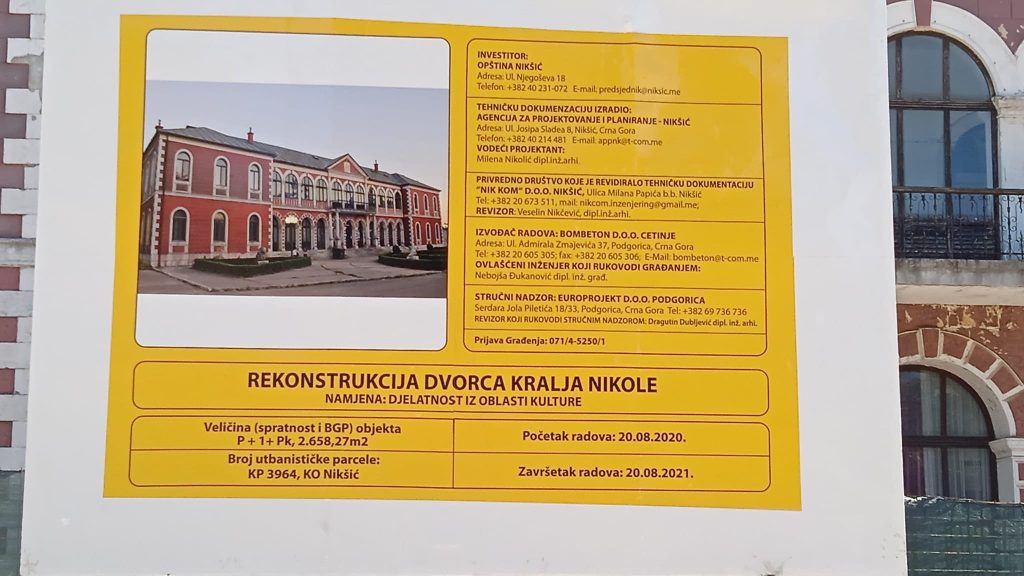 INVESTITOR:
OPŠTINA NIKŠIĆ
Adresa: Ul. Njegoševa 18
Telefon: +382 40 231-072 E-mail: predsjednik@niksic.me
TEHNIČKU DOKUMENZACIJU IZRADIO:
AGENCIJA ZA PROJEKTOVANJE I PLANIRANJE - NIKŠIĆ
Adresa: Ul. Josipa Sladea 8, Nikšić, Crna Gora
Telefon: +382 40 214 481 E-mail: appnk@t-com.me
VODEĆI PROJEKTANT:
Milena Nikolić dipl.inž.arhi.
PRIVREDNO DRUŠTVO KOJE JE REVIDIRALO TEHNIČKU DOKUMENTACIJU
"NIK KOM" D.O.O. NIKŠIĆ, Ulica Milana Papića b.b. Nikšić
Tel: +382 20 673 511, mail: nikcom.inzenjering@gmail.me;
REVIZOR: Veselin Nikčević, dipl.inž.arhi.
IZVOĐAČ RADOVA: BOMBETON D.O.O. CETINJE
Adresa: Ul. Admirala Zmajevića 37, Podgorica, Crna Gora
Tel: +382 20 605 305; fax: +382 20 605 306; E-Mail: bombeton@t-com.me
OVLAŠĆENI INŽENJER KOJI RUKOVODI GRAĐANJEM:
Nebojša Đukanović dipl. inž. građ.
STRUČNI NADZOR: EUROPROJEKT D.O.O. PODGORICA
Serdara Jola Piletića 18/33, Podgorica, Crna Gora Tel: +382 69 736 736
REVIZOR KOJI RUKOVODI STRUČNIM NADZOROM: Dragutin Dubljević dipl. inž. arhi.
Prijava Građenja: 071/4-5250/1
REKONSTRUKCIJA DVORCA KRALJA NIKOLE
NAMJENA: DJELATNOST IZ OBLASTI KULTURE
Veličina (spratnost i BGP) objekta
P + 1+ Pk, 2.658,27m2
Broj utbanističke parcele:
KP 3964, KO Nikšić
Početak radova: 20.08.2020.
Završetak radova: 20.08.2021.